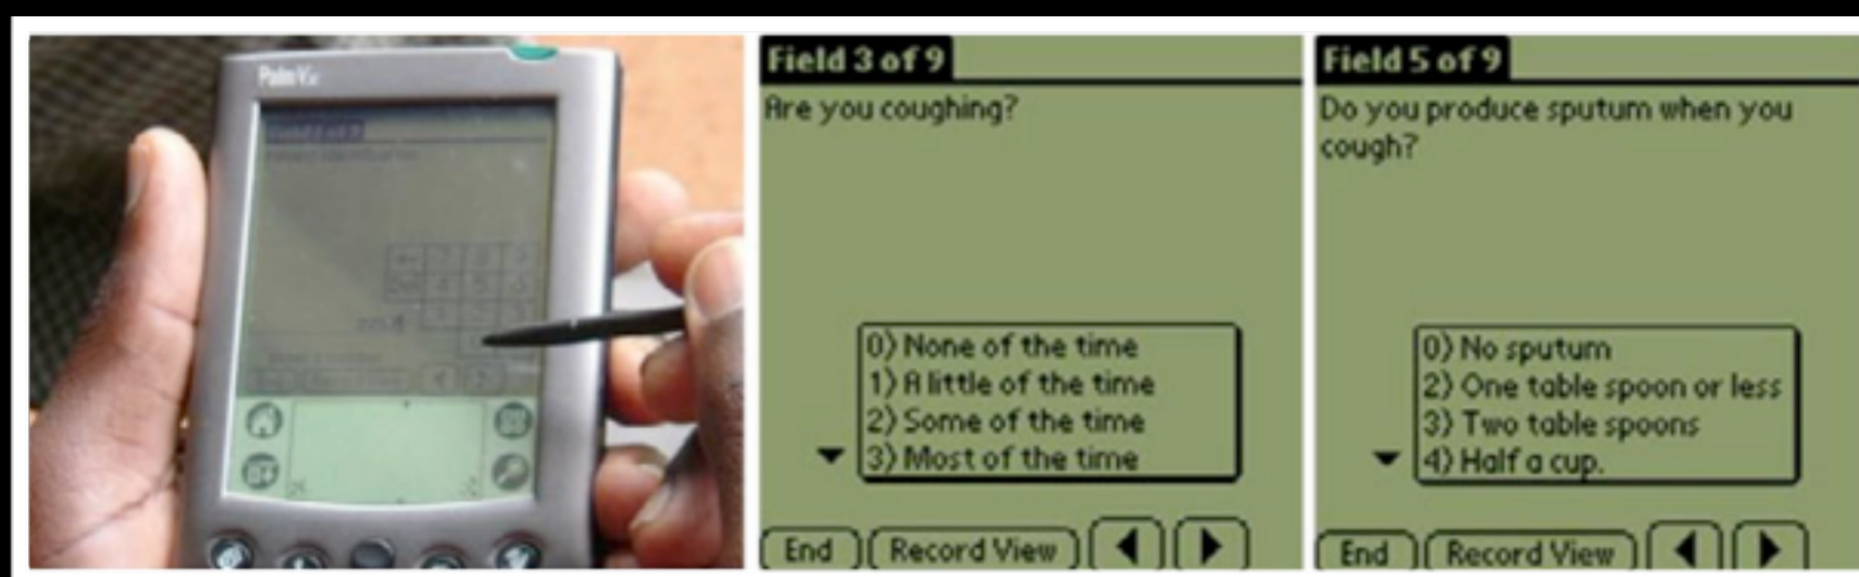 Palm Vx
Field 3 of 9
Are you coughing?
0) None of the time
1) A little of the time
2) Some of the time
3) Most of the time
End Record View
Field 5 of 9
Do you produce sputum when you
cough?
0) No sputum
2) One table spoon or less
3) Two table spoons
4) Half a cup.
End Record View